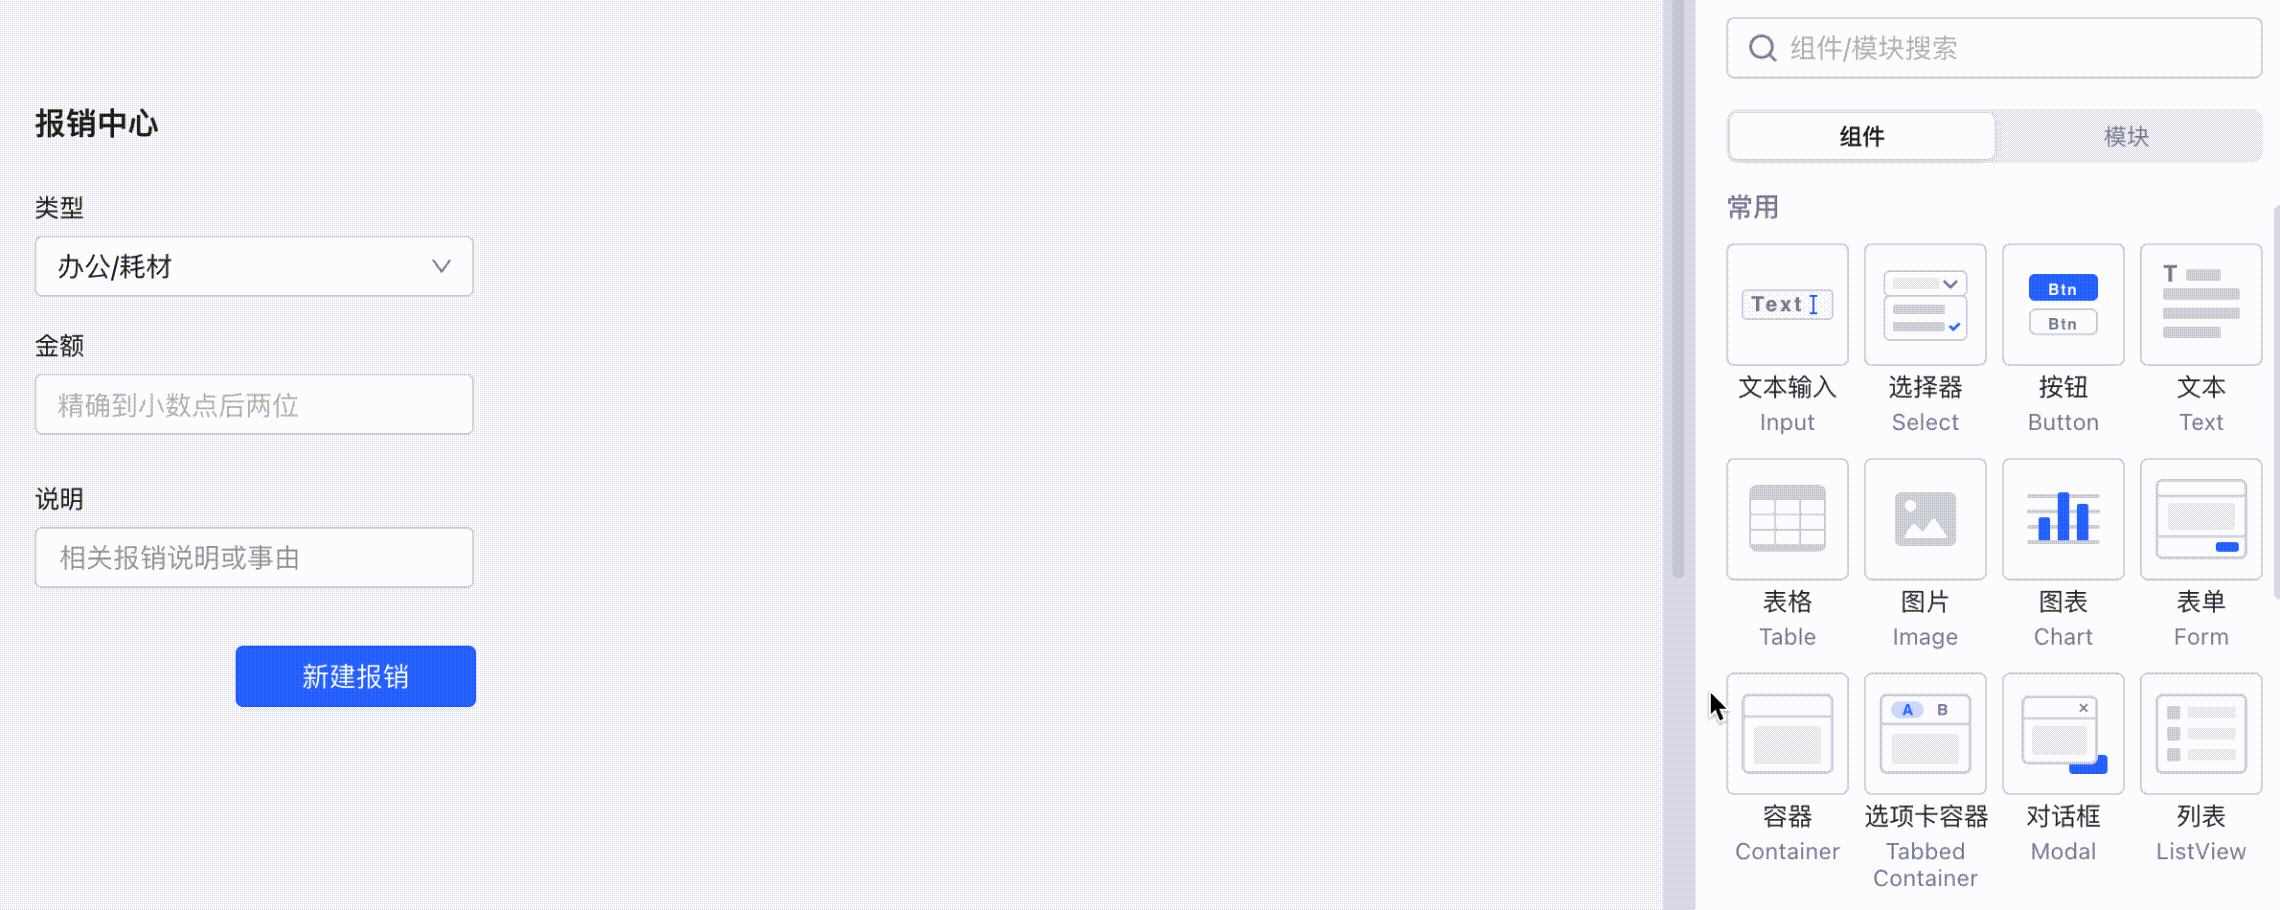 报销中心
类型
办公/耗材
金额
精确到小数点后两位
说明
相关报销说明或事由
新建报销
组件/模块搜索
组件
模块
常用
Text
Btn
Btn
T
文本输入
Input
选择器
Select
按钮
Button
文本
Text
表格
Table
图片
Image
图表
Chart
表单
Form
A B
容器
Container
选项卡容器
Tabbed
Container
对话框
Modal
列表
ListView